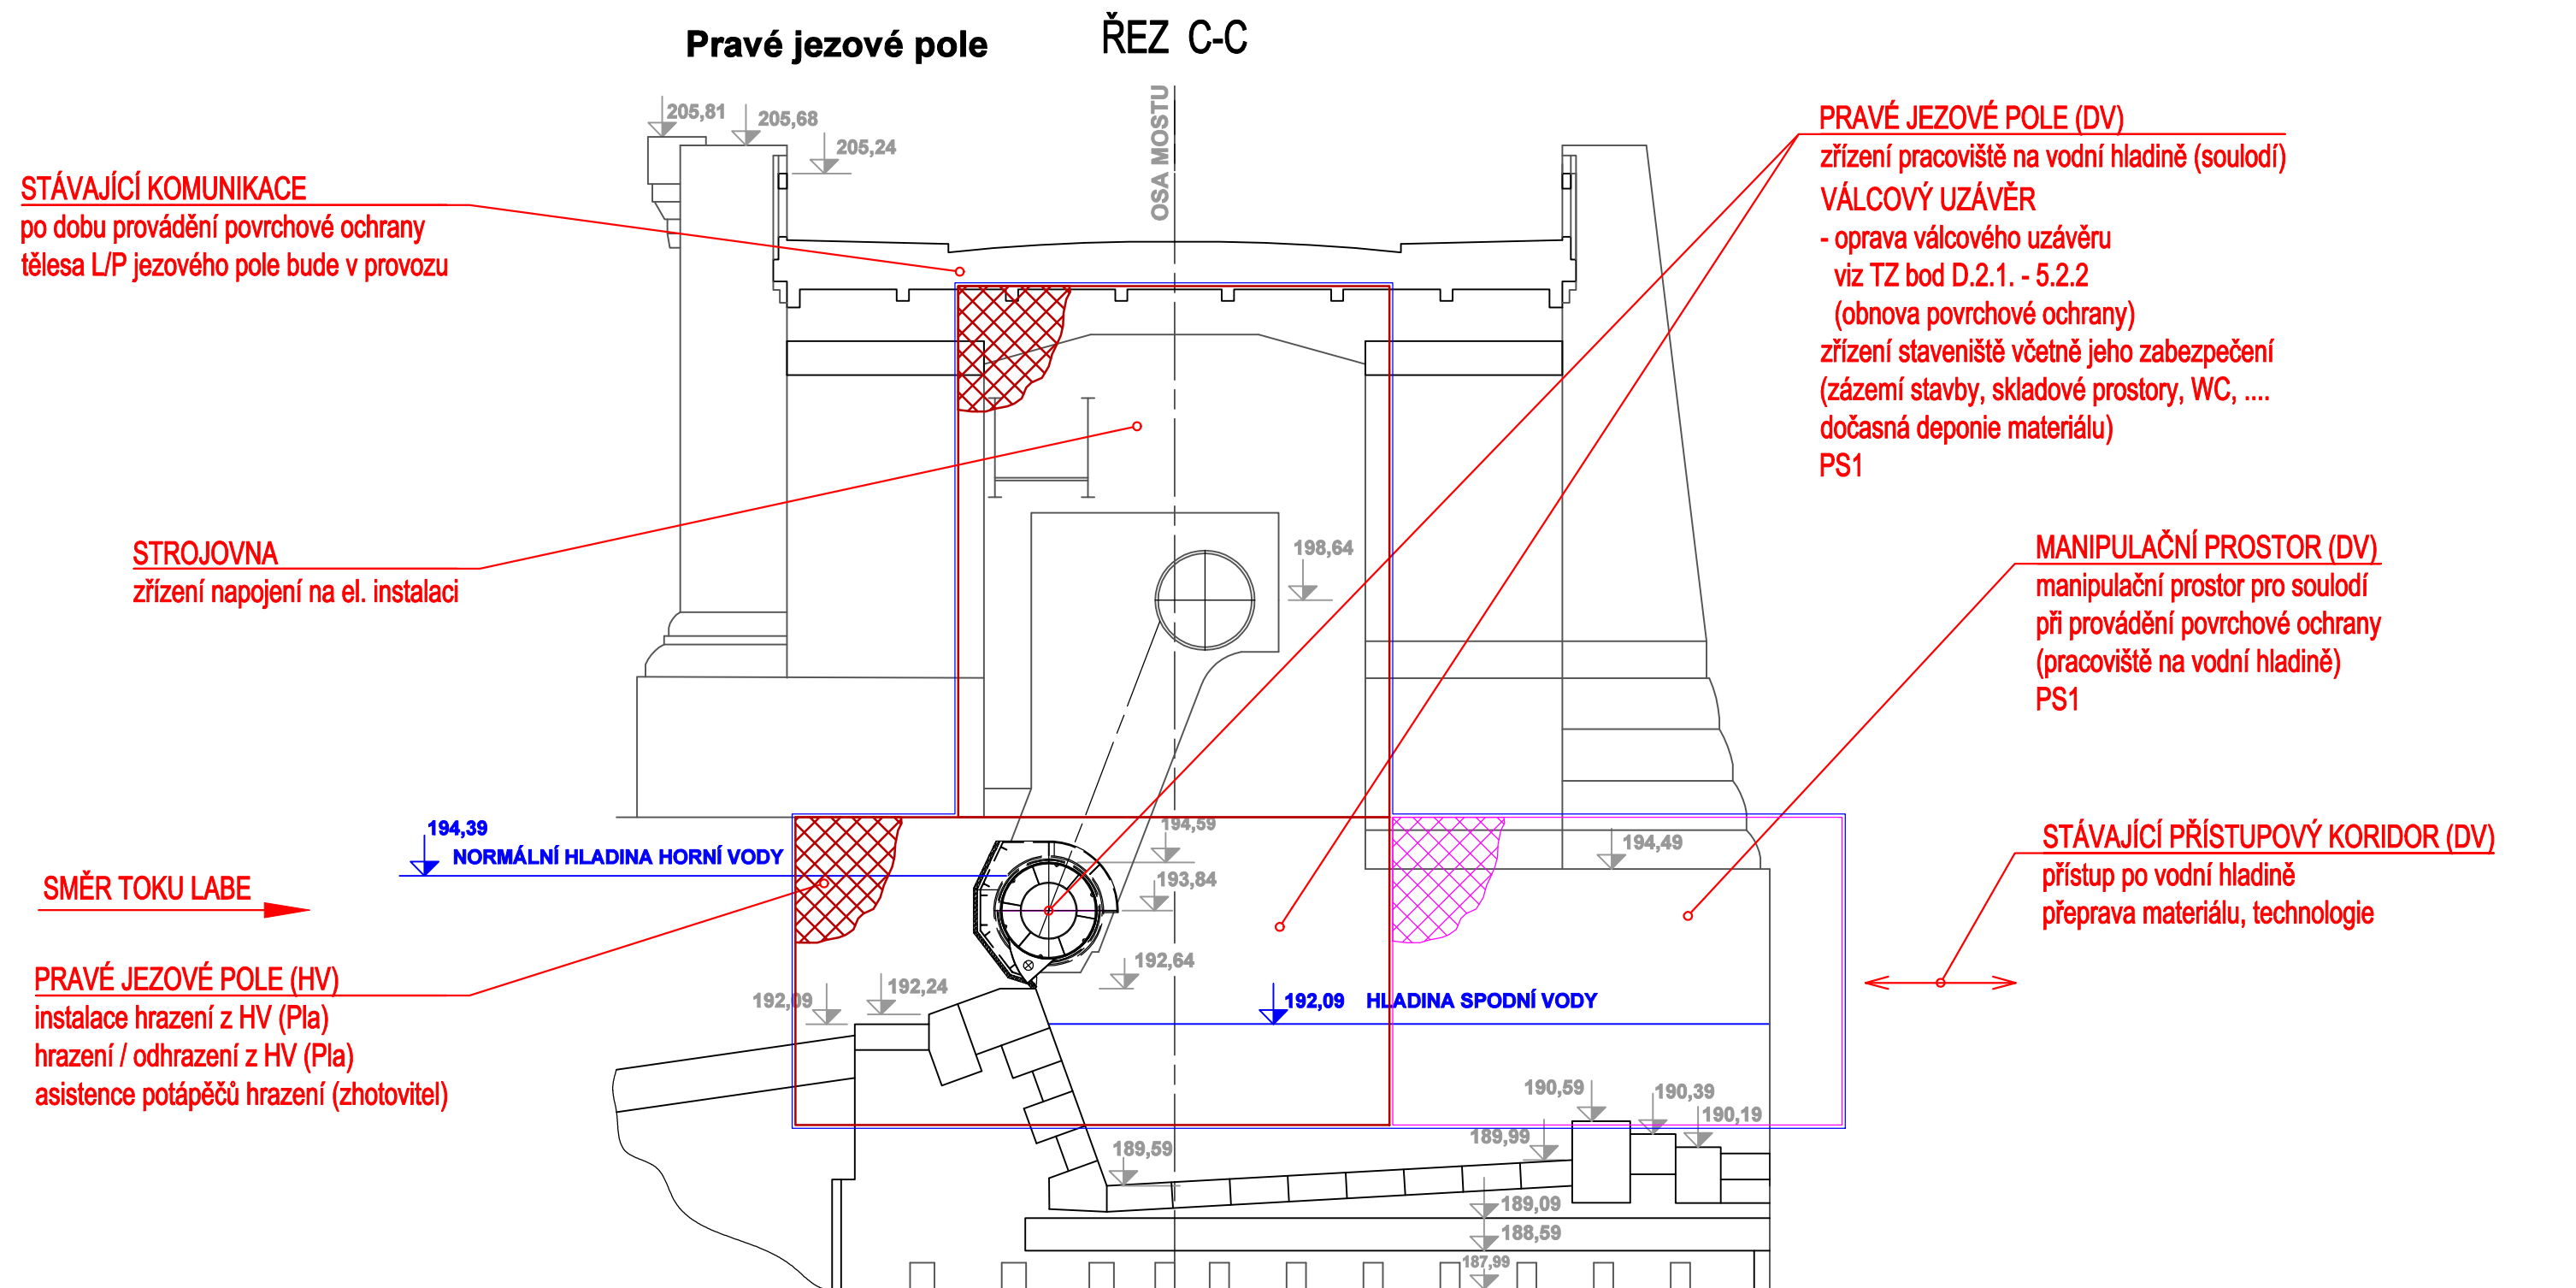 Pravé jezové pole
ŘEZ C-C
205,81
205,68
205,24
OSA MOSTU
STÁVAJÍCÍ KOMUNIKACE
po dobu provádění povrchové ochrany
tělesa L/P jezového pole bude v provozu
STROJOVNA
zřízení napojení na el. instalaci
PRAVÉ JEZOVÉ POLE (DV)
zřízení pracoviště na vodní hladině (soulodí)
VÁLCOVÝ UZÁVĚR
- oprava válcového uzávěru
viz TZ bod D.2.1. - 5.2.2
(obnova povrchové ochrany)
zřízení staveniště včetně jeho zabezpečení
(zázemí stavby, skladové prostory, WC, ....
dočasná deponie materiálu)
PS1
198,64
MANIPULAČNÍ PROSTOR (DV)
manipulační prostor pro soulodí
při provádění povrchové ochrany
(pracoviště na vodní hladině)
PS1
194,39
NORMÁLNÍ HLADINA HORNÍ VODY
194,59
193,84
192,64
194,49
STÁVAJÍCÍ PŘÍSTUPOVÝ KORIDOR (DV)
přístup po vodní hladině
přeprava materiálu, technologie
SMĚR TOKU LABE
PRAVÉ JEZOVÉ POLE (HV)
instalace hrazení z HV (Pla)
hrazení / odhrazení z HV (Pla)
asistence potápěčů hrazení (zhotovitel)
192,09
192,24
192,09 HLADINA SPODNÍ VODY
190,59
190,39
190,19
189,99
189,59
189,09
188,59
187,99